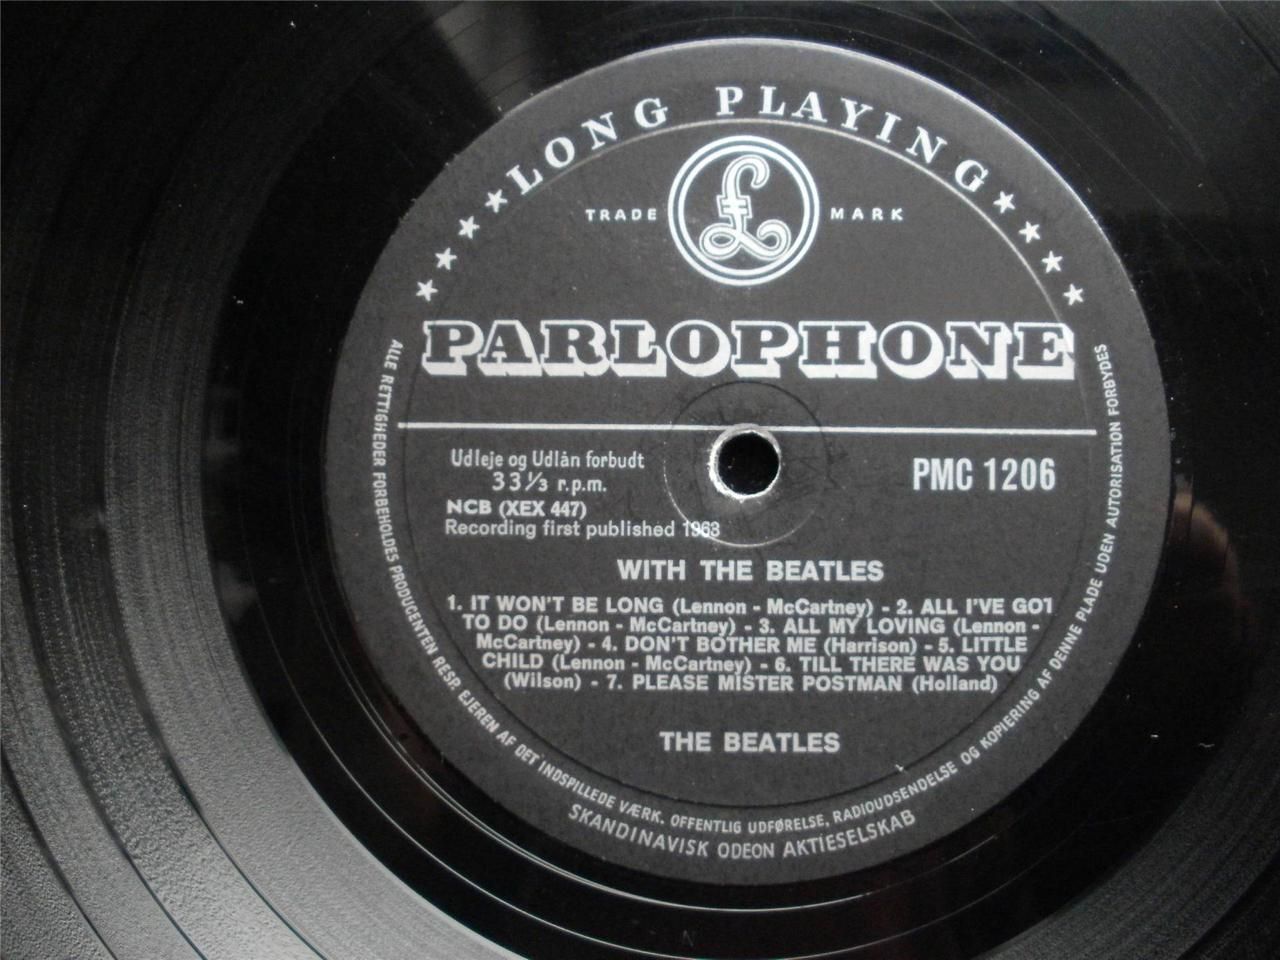 LONG PLAYING
TRADE MARK
£
PARLOPHONE
Udleje og Udlån forbudt
33⅓ r.p.m.
NCB (XEX 447)
Recording first published 1963
PMC 1206
WITH THE BEATLES
1. IT WON'T BE LONG (Lennon - McCartney) - 2. ALL I'VE GOT
TO DO (Lennon - McCartney) - 3. ALL MY LOVING (Lennon -
McCartney) - 4. DON'T BOTHER ME (Harrison) - 5. LITTLE
CHILD (Lennon - McCartney) - 6. TILL THERE WAS YOU
(Wilson) - 7. PLEASE MISTER POSTMAN (Holland)
THE BEATLES
ALLE RETTIGHEDER FORBEHOLDES PRODUCENTEN RESP. EJEREN AF DET INDSPILLEDE VÆRK. OFFENTLIG UDFØRELSE, RADIOUDSENDELSE OG KOPIERING AF DENNE PLADE UDEN AUTORISATION FORBYDES
SKANDINAVISK ODEON AKTIESELSKAB